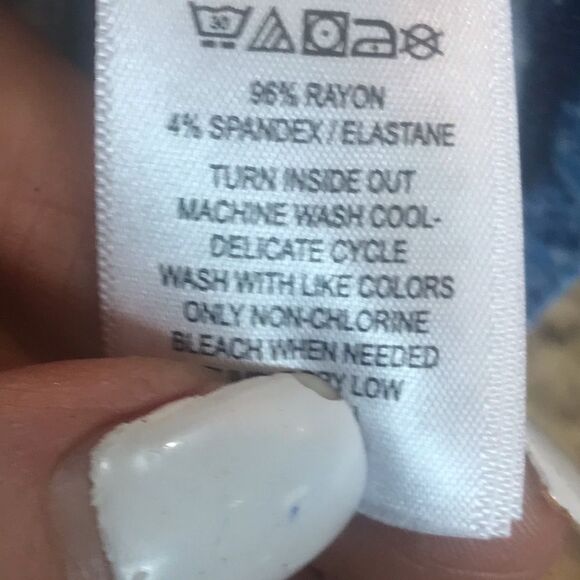 30
96% RAYON
4% SPANDEX / ELASTANE
TURN INSIDE OUT
MACHINE WASH COOL-
DELICATE CYCLE
WASH WITH LIKE COLORS
ONLY NON-CHLORINE
BLEACH WHEN NEEDED
LOW